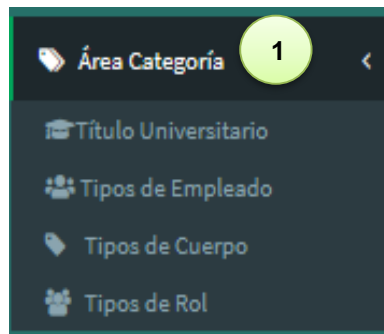 Área Categoría 1
Título Universitario
Tipos de Empleado
Tipos de Cuerpo
Tipos de Rol